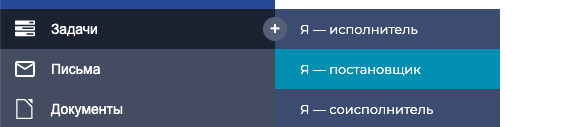 Задачи
Письма
Документы
+
Я — исполнитель
Я — постановщик
Я — соисполнитель